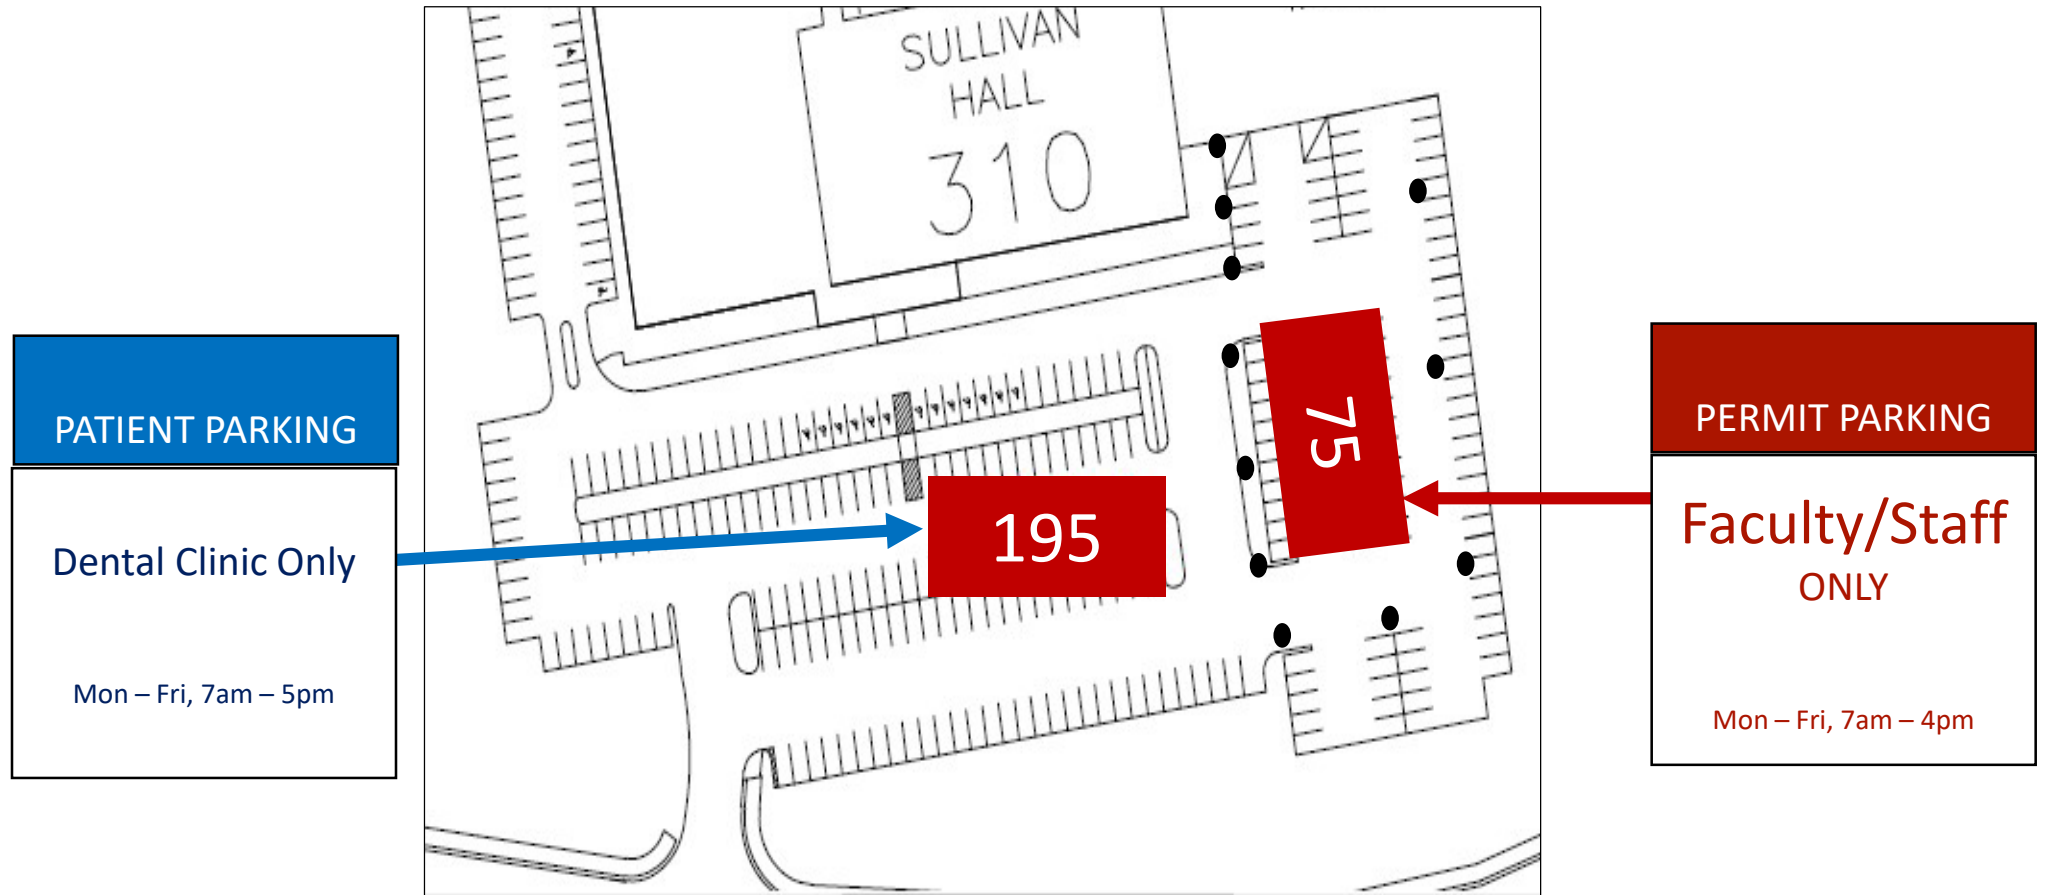 SULLIVAN
HALL
310
PATIENT PARKING
Dental Clinic Only
Mon – Fri, 7am – 5pm
195
75
PERMIT PARKING
Faculty/Staff
ONLY
Mon – Fri, 7am – 4pm